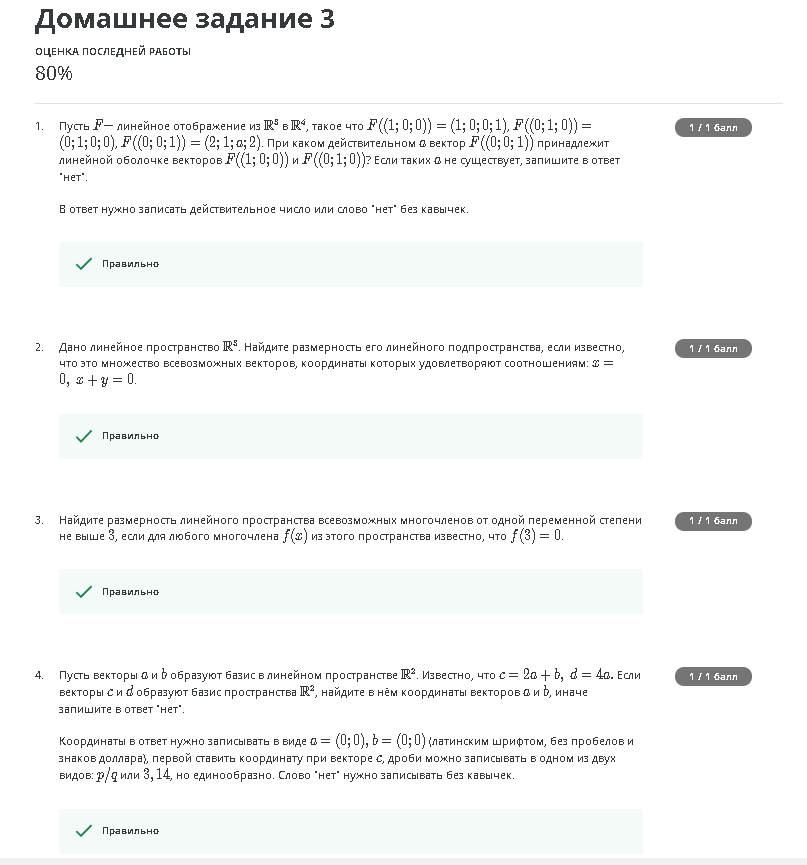 Домашнее задание 3
ОЦЕНКА ПОСЛЕДНЕЙ РАБОТЫ
80%
1. Пусть F− линейное отображение из ℝ³ в ℝ⁴, такое что F((1; 0; 0)) = (1; 0; 0; 1), F((0; 1; 0)) = 1 / 1 балл
(0; 1; 0; 0), F((0; 0; 1)) = (2; 1; a; 2). При каком действительном a вектор F((0; 0; 1)) принадлежит
линейной оболочке векторов F((1; 0; 0)) и F((0; 1; 0))? Если таких a не существует, запишите в ответ
"нет".
В ответ нужно записать действительное число или слово "нет" без кавычек.
Правильно
2. Дано линейное пространство ℝ³. Найдите размерность его линейного подпространства, если известно, 1 / 1 балл
что это множество всевозможных векторов, координаты которых удовлетворяют соотношениям: x =
0, x + y = 0.
Правильно
3. Найдите размерность линейного пространства всевозможных многочленов от одной переменной степени 1 / 1 балл
не выше 3, если для любого многочлена f(x) из этого пространства известно, что f(3) = 0.
Правильно
4. Пусть векторы a и b образуют базис в линейном пространстве ℝ². Известно, что c = 2a + b, d = 4a. Если 1 / 1 балл
векторы c и d образуют базис пространства ℝ², найдите в нём координаты векторов a и b, иначе
запишите в ответ "нет".
Координаты в ответ нужно записывать в виде a = (0; 0), b = (0; 0) (латинским шрифтом, без пробелов и
знаков доллара), первой ставить координату при векторе c, дроби можно записывать в одном из двух
видов: p/q или 3, 14, но единообразно. Слово "нет" нужно записывать без кавычек.
Правильно